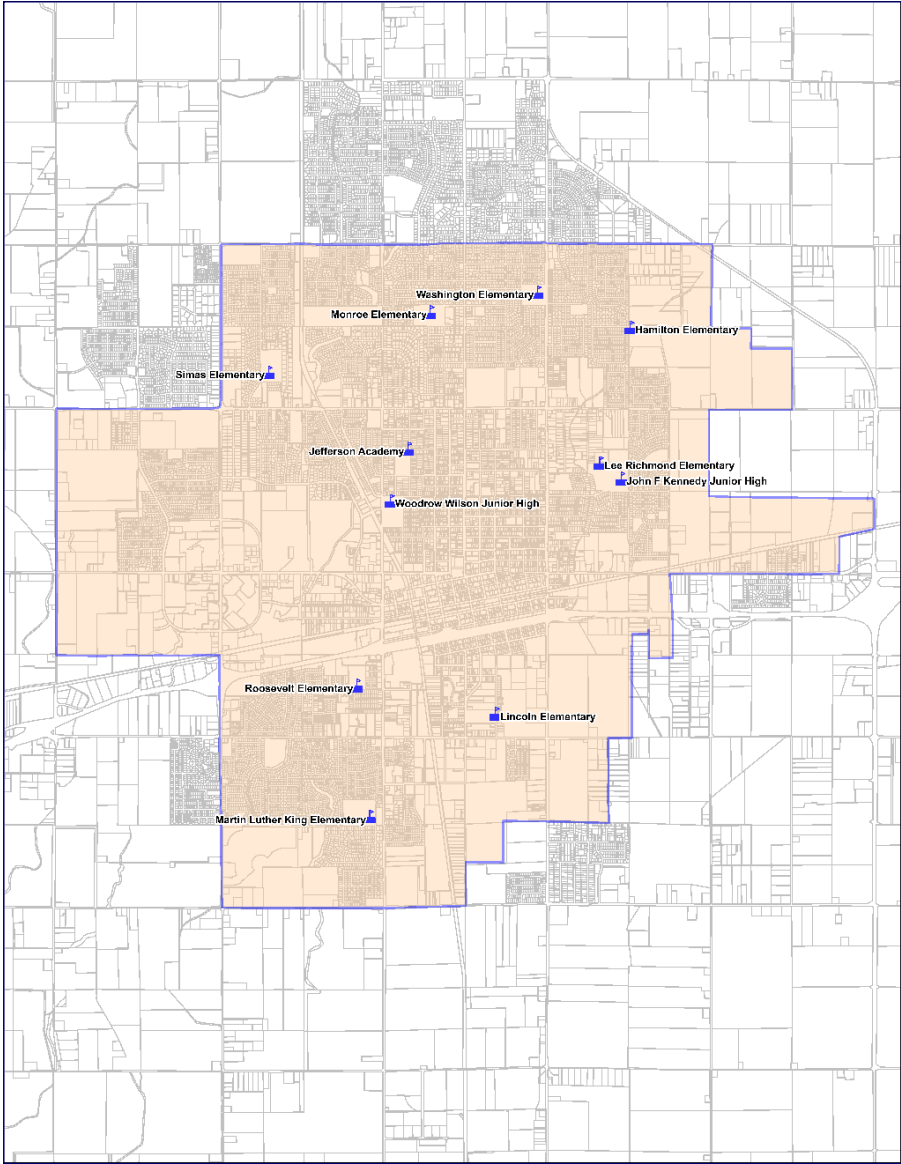 Washington Elementary
Monroe Elementary
Hamilton Elementary
Simas Elementary
Jefferson Academy
Lee Richmond Elementary
John F Kennedy Junior High
Woodrow Wilson Junior High
Roosevelt Elementary
Lincoln Elementary
Martin Luther King Elementary